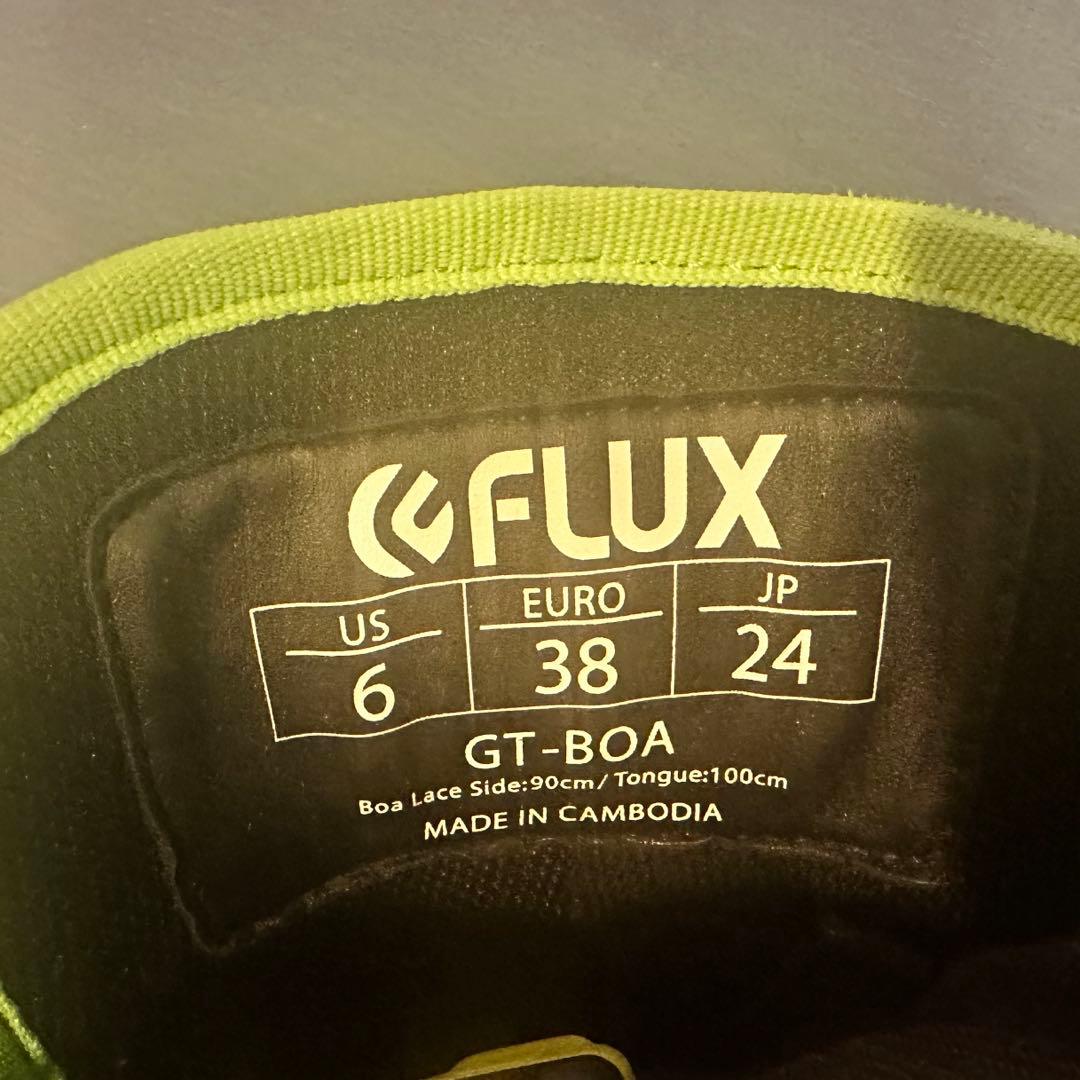 FLUX
US EURO JP
6 38 24
GT-BOA
Boa Lace Side:90cm/Tongue:100cm
MADE IN CAMBODIA